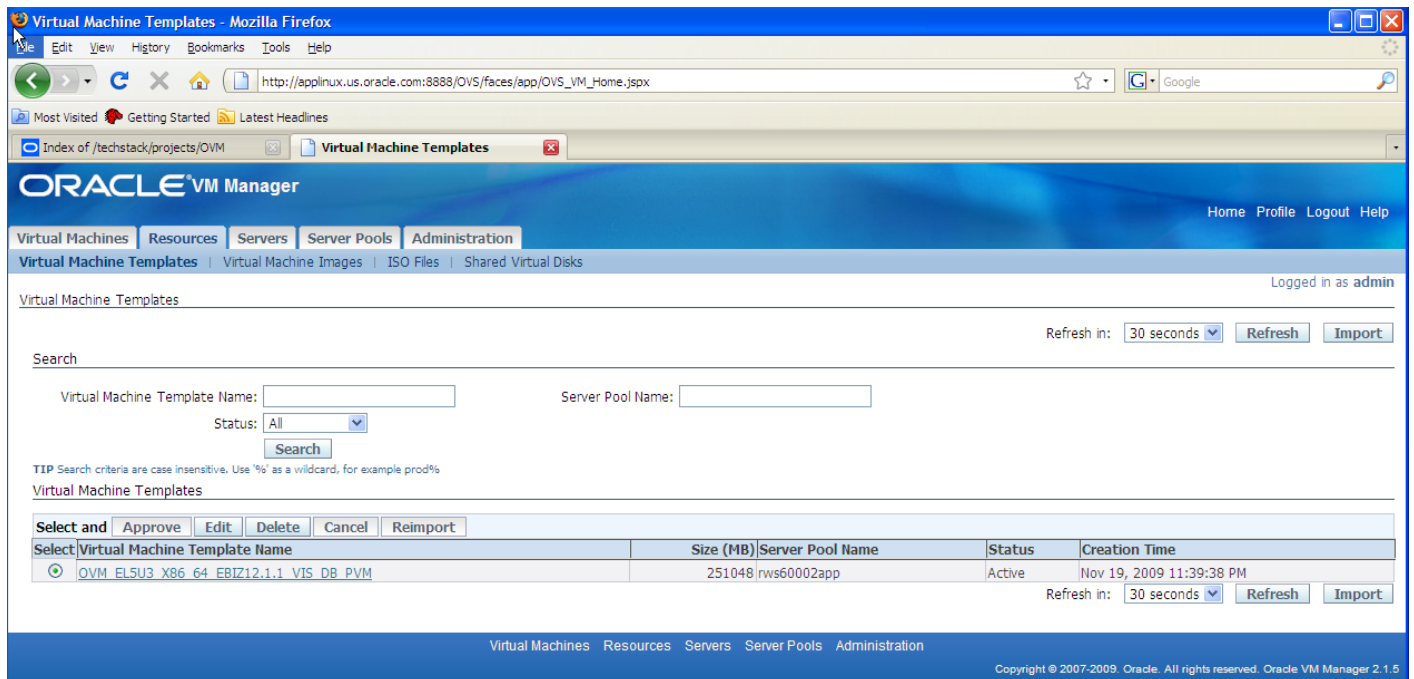 Virtual Machine Templates - Mozilla Firefox
File Edit View History Bookmarks Tools Help
http://applinux.us.oracle.com:8888/OVS/faces/app/OVS_VM_Home.jspx G Google
Most Visited Getting Started Latest Headlines
Index of /techstack/projects/OVM Virtual Machine Templates
ORACLE® VM Manager
Home Profile Logout Help
Virtual Machines Resources Servers Server Pools Administration
Virtual Machine Templates | Virtual Machine Images | ISO Files | Shared Virtual Disks
Logged in as admin
Virtual Machine Templates
Refresh in: 30 seconds Refresh Import
Search
Virtual Machine Template Name: Server Pool Name:
Status: All
Search
TIP Search criteria are case insensitive. Use '%' as a wildcard, for example prod%
Virtual Machine Templates
Select and Approve Edit Delete Cancel Reimport
Select Virtual Machine Template Name Size (MB) Server Pool Name Status Creation Time
OVM_EL5U3_X86_64_EBIZ12.1.1_VIS_DB_PVM 251048 rws60002app Active Nov 19, 2009 11:39:38 PM
Refresh in: 30 seconds Refresh Import
Virtual Machines Resources Servers Server Pools Administration
Copyright © 2007-2009. Oracle. All rights reserved. Oracle VM Manager 2.1.5